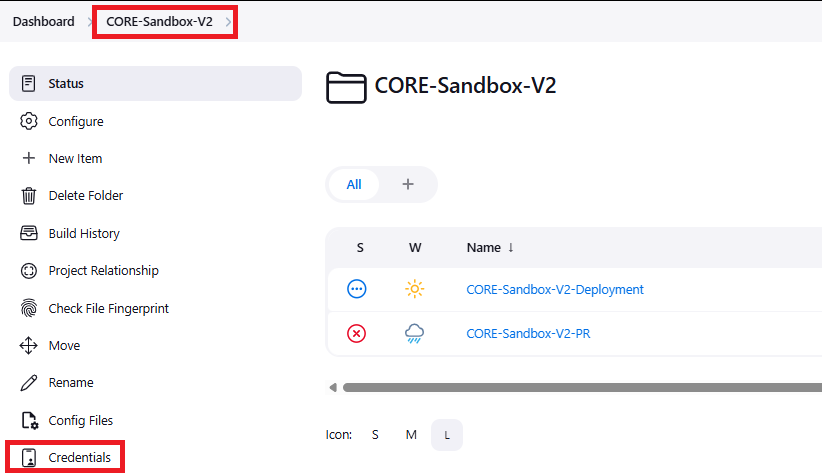 Dashboard
CORE-Sandbox-V2
Status
Configure
New Item
Delete Folder
Build History
Project Relationship
Check File Fingerprint
Move
Rename
Config Files
Credentials
CORE-Sandbox-V2
All +
S W Name ↓
CORE-Sandbox-V2-Deployment
CORE-Sandbox-V2-PR
Icon: S M L